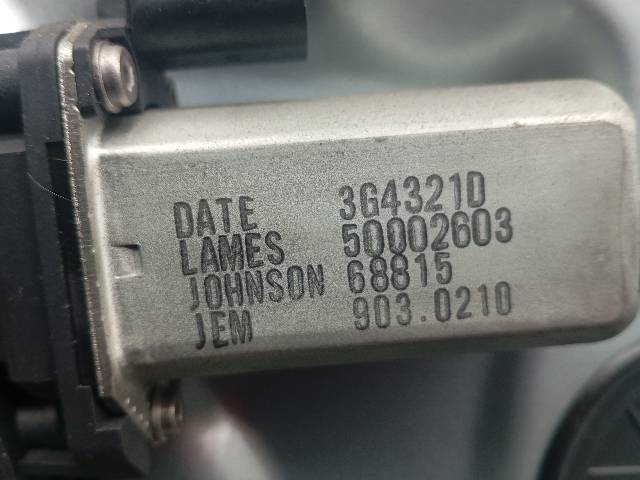 DATE 3G4321D
LAMES 50002603
JOHNSON 68815
JEM 903.0210